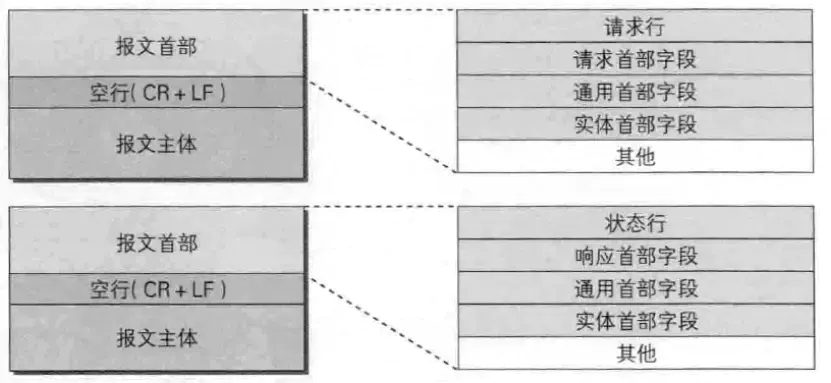 报文首部
空行(CR+LF)
报文主体
请求行
请求首部字段
通用首部字段
实体首部字段
其他
报文首部
空行(CR+LF)
报文主体
状态行
响应首部字段
通用首部字段
实体首部字段
其他